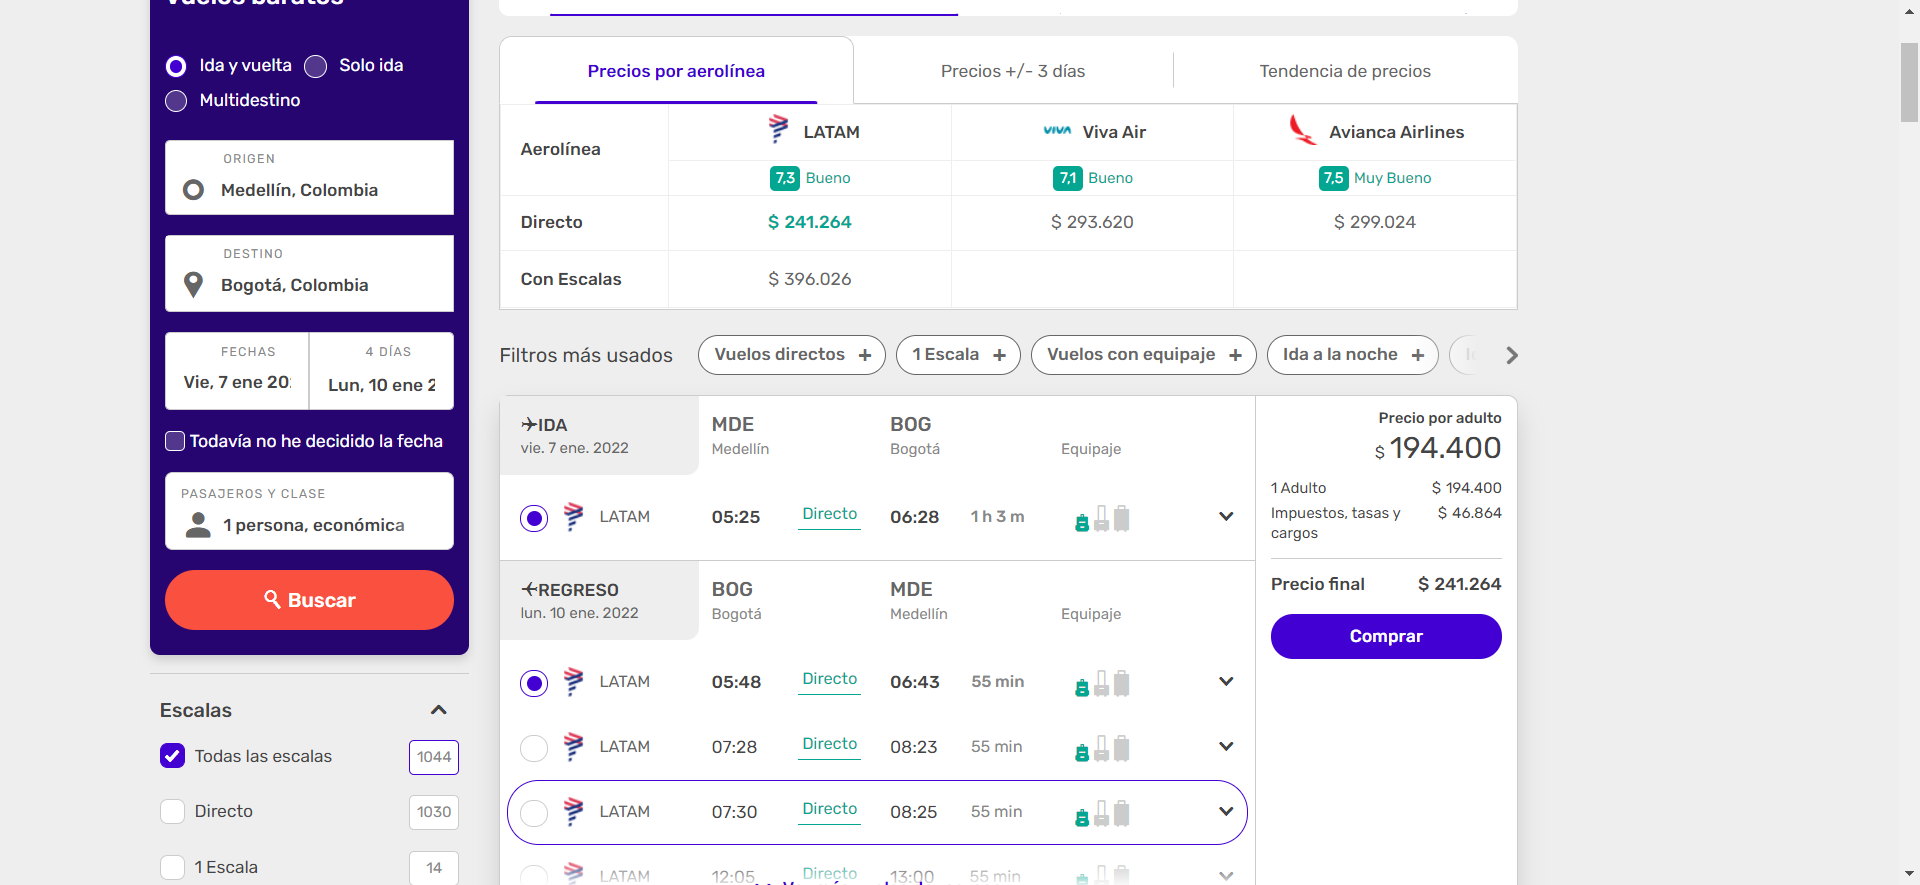 Vuelos baratos
Ida y vuelta
Solo ida
Multidestino
ORIGEN
Medellín, Colombia
DESTINO
Bogotá, Colombia
FECHAS
Vie, 7 ene 20
4 DÍAS
Lun, 10 ene 2
Todavía no he decidido la fecha
PASAJEROS Y CLASE
1 persona, económica
Buscar
Escalas
Todas las escalas 1044
Directo 1030
1 Escala 14
Precios por aerolínea
Precios +/- 3 días
Tendencia de precios
Aerolínea
LATAM
VIVA Viva Air
Avianca Airlines
7,3 Bueno
7,1 Bueno
7,5 Muy Bueno
Directo $ 241.264 $ 293.620 $ 299.024
Con Escalas $ 396.026
Filtros más usados
Vuelos directos +
1 Escala +
Vuelos con equipaje +
Ida a la noche +
IDA
vie. 7 ene. 2022
MDE
Medellín
BOG
Bogotá
Equipaje
LATAM 05:25 Directo 06:28 1 h 3 m
REGRESO
lun. 10 ene. 2022
BOG
Bogotá
MDE
Medellín
Equipaje
LATAM 05:48 Directo 06:43 55 min
LATAM 07:28 Directo 08:23 55 min
LATAM 07:30 Directo 08:25 55 min
LATAM 12:05 Directo 13:00 55 min
Precio por adulto
$ 194.400
1 Adulto $ 194.400
Impuestos, tasas y $ 46.864
cargos
Precio final $ 241.264
Comprar